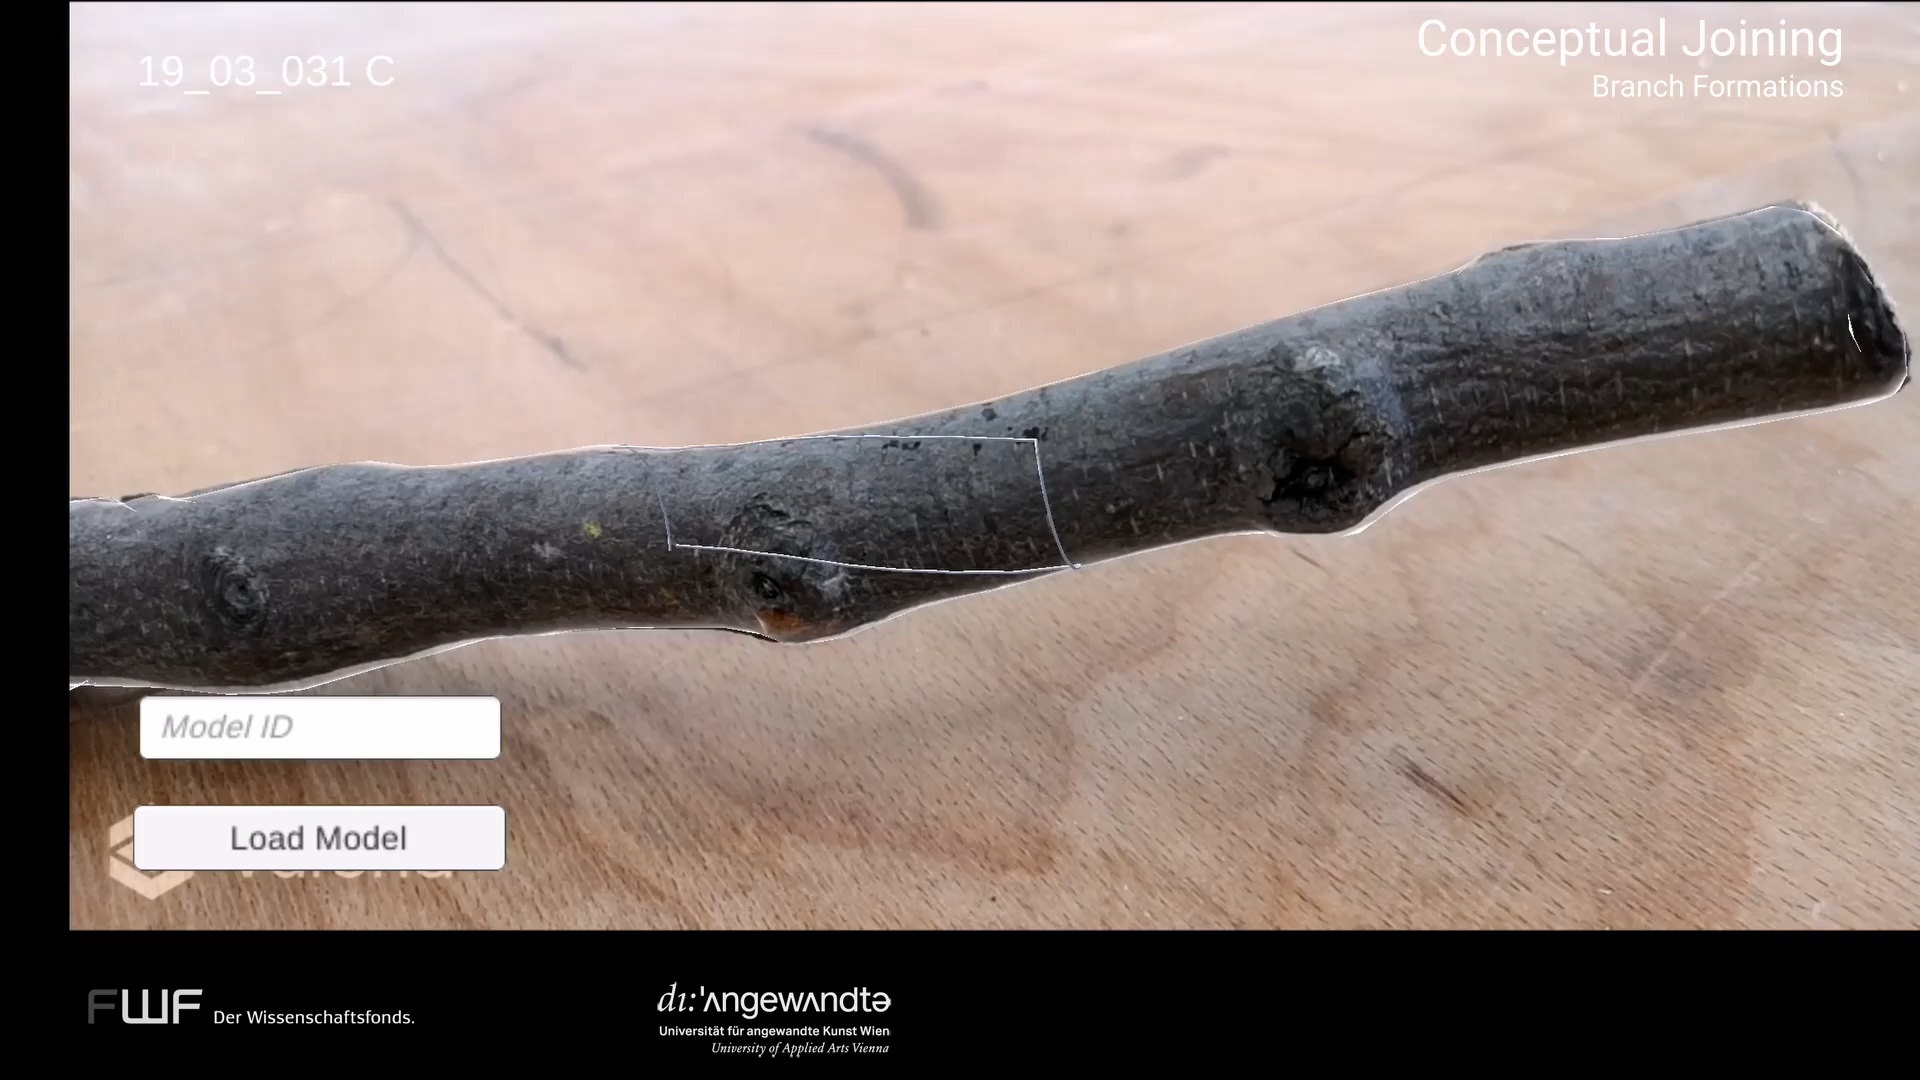 19_03_031 C
Conceptual Joining
Branch Formations
Model ID
Load Model
FWF Der Wissenschaftsfonds.
dı:'ʌngewʌndtə
Universität für angewandte Kunst Wien
University of Applied Arts Vienna